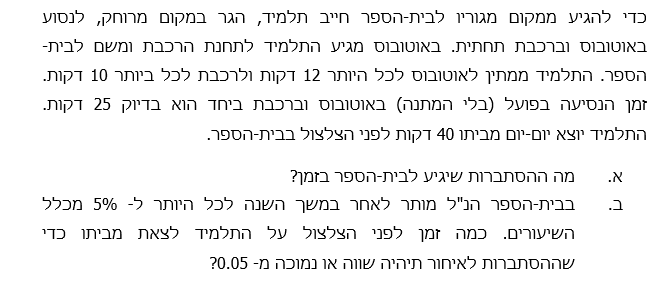 כדי להגיע ממקום מגוריו לבית-הספר חייב תלמיד, הגר במקום מרוחק, לנסוע
באוטובוס וברכבת תחתית. באוטובוס מגיע התלמיד לתחנת הרכבת ומשם לבית-
הספר. התלמיד ממתין לאוטובוס לכל היותר 12 דקות ולרכבת לכל ביותר 10 דקות.
זמן הנסיעה בפועל (בלי המתנה) באוטובוס וברכבת ביחד הוא בדיוק 25 דקות.
התלמיד יוצא יום-יום מביתו 40 דקות לפני הצלצול בבית-הספר.
א. מה ההסתברות שיגיע לבית-הספר בזמן?
ב. בבית-הספר הנ"ל מותר לאחר במשך השנה לכל היותר ל- 5% מכלל
השיעורים. כמה זמן לפני הצלצול על התלמיד לצאת מביתו כדי
שההסתברות לאיחור תיהיה שווה או נמוכה מ- 0.05?